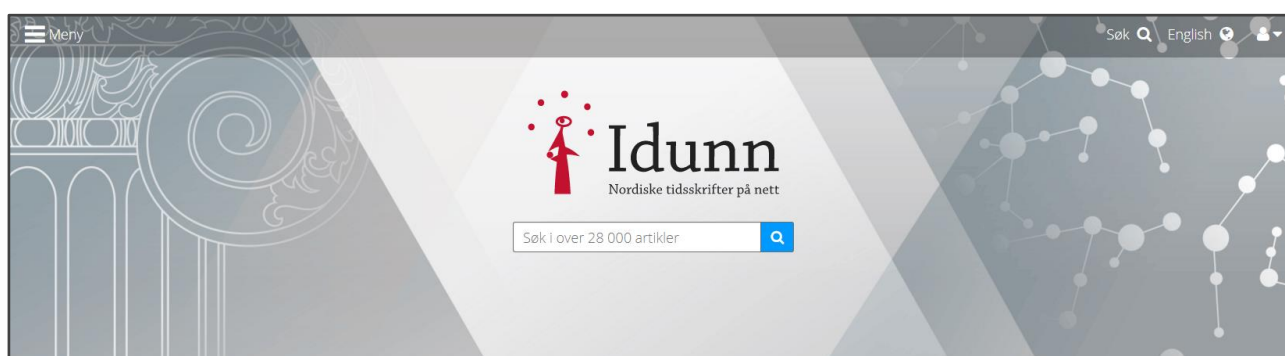 Meny
Søk English
Idunn
Nordiske tidsskrifter på nett
Søk i over 28 000 artikler